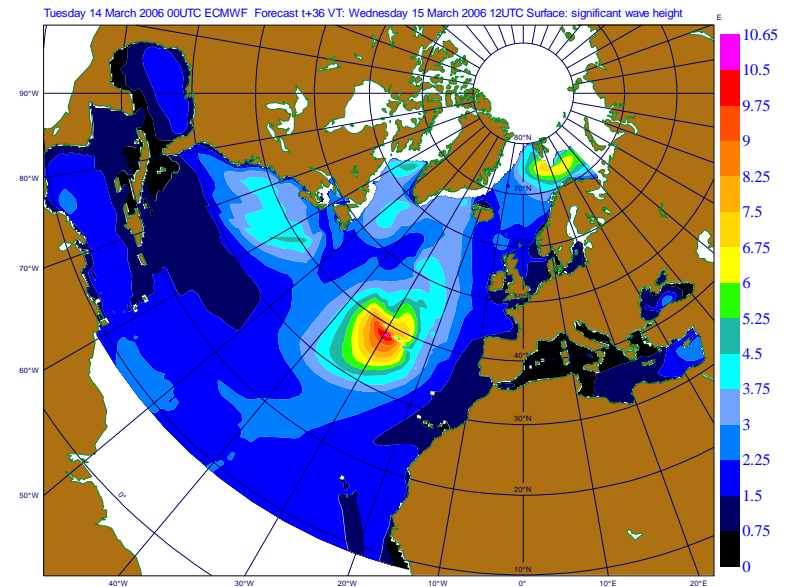 Tuesday 14 March 2006 00UTC ECMWF Forecast t+36 VT: Wednesday 15 March 2006 12UTC Surface: significant wave height
E
10.65
10.5
9.75
9
8.25
7.5
6.75
6
5.25
4.5
3.75
3
2.25
1.5
0.75
0
90°W
80°W
70°W
60°W
50°W
80°N
70°N
40°N
30°N
20°N
10°N
0°
40°W
30°W
20°W
10°W
0°
10°E
20°E